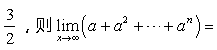 3/2 ，则 lim_{x→∞}(a + a² + ⋯ + aⁿ) =